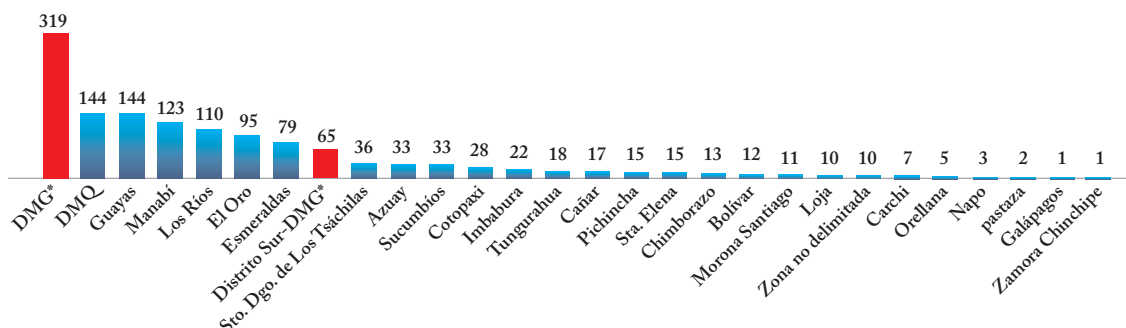 319
144
144
123
110
95
79
65
36
33
33
28
22
18
17
15
15
13
12
11
10
10
7
5
3
2
1
1
DMG*
DMQ
Guayas
Manabí
Los Ríos
El Oro
Esmeraldas
Distrito Sur-DMG*
Sto. Dgo. de Los Tsáchilas
Azuay
Sucumbíos
Cotopaxi
Imbabura
Tungurahua
Cañar
Pichincha
Sta. Elena
Chimborazo
Bolívar
Morona Santiago
Loja
Zona no delimitada
Carchi
Orellana
Napo
pastaza
Galápagos
Zamora Chinchipe